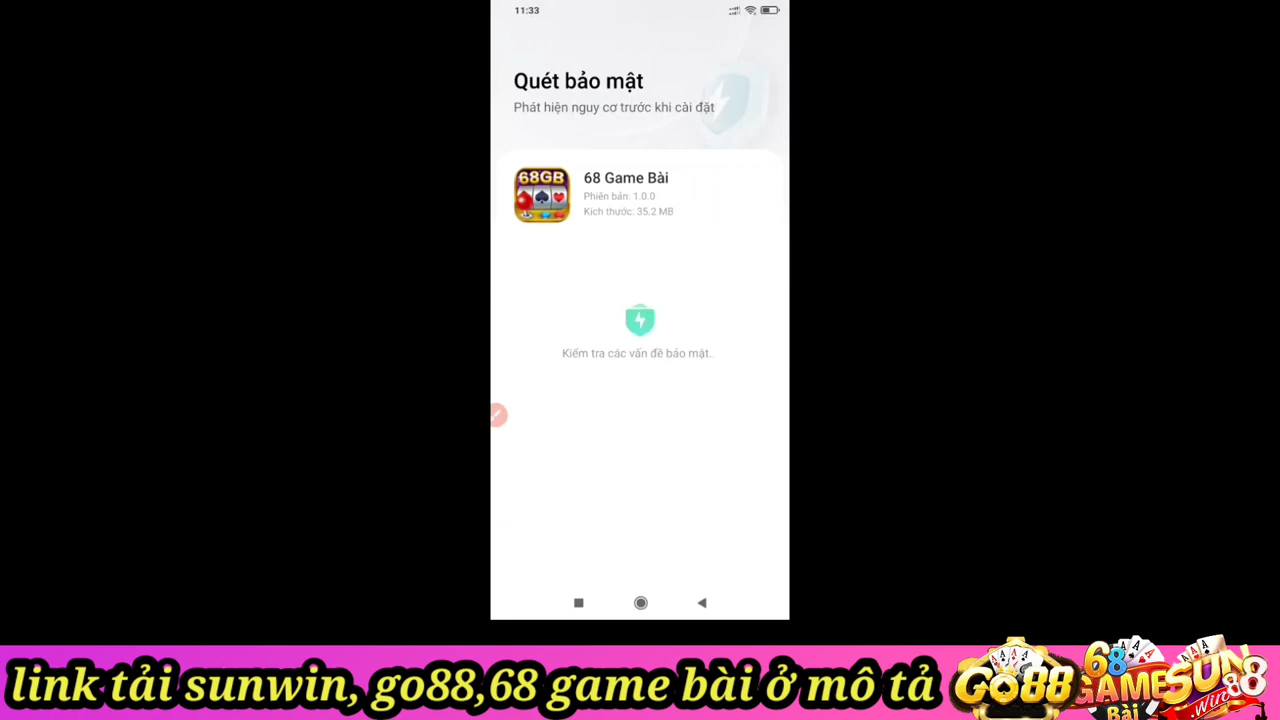 11:33
Quét bảo mật
Phát hiện nguy cơ trước khi cài đặt
68GB
68 Game Bài
Phiên bản: 1.0.0
Kích thước: 35.2 MB
Kiểm tra các vấn đề bảo mật..
link tải sunwin, go88,68 game bài ở mô tả
GO88
68
GAME
Bài
SUN
Win
88